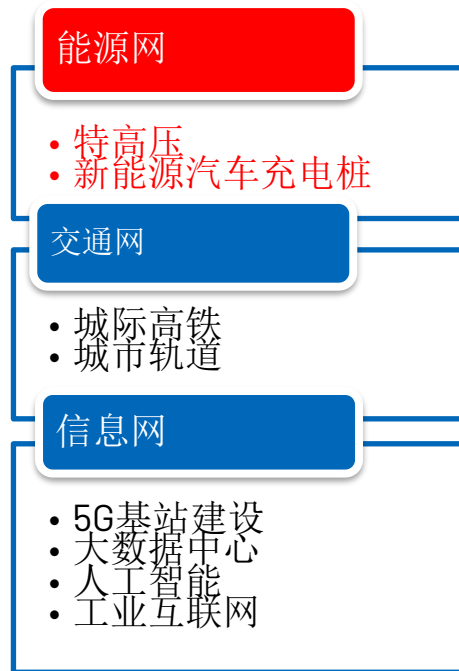 能源网
• 特高压
• 新能源汽车充电桩
交通网
• 城际高铁
• 城市轨道
信息网
• 5G基站建设
• 大数据中心
• 人工智能
• 工业互联网